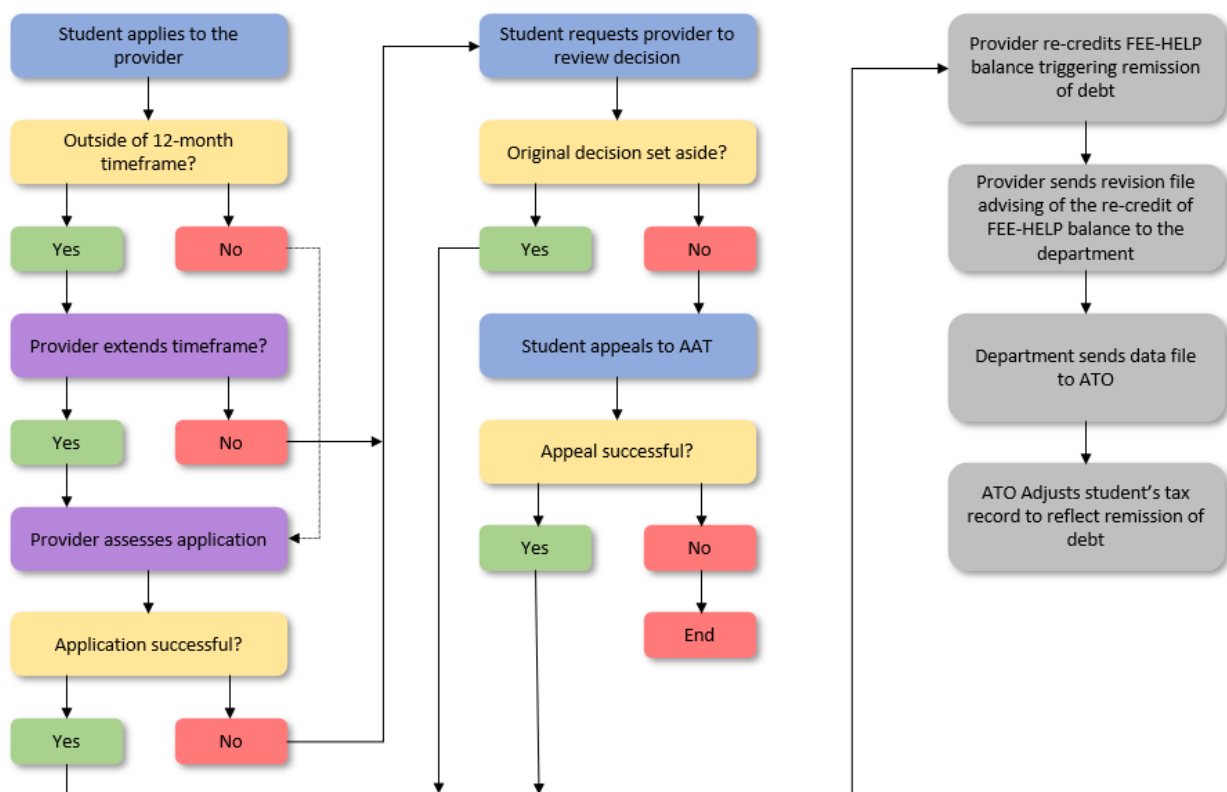 Student applies to the
provider
Outside of 12-month
timeframe?
Yes
No
Provider extends timeframe?
Yes
No
Provider assesses application
Application successful?
Yes
No
Student requests provider to
review decision
Original decision set aside?
Yes
No
Student appeals to AAT
Appeal successful?
Yes
No
End
Provider re-credits FEE-HELP
balance triggering remission
of debt
Provider sends revision file
advising of the re-credit of
FEE-HELP balance to the
department
Department sends data file
to ATO
ATO Adjusts student’s tax
record to reflect remission of
debt